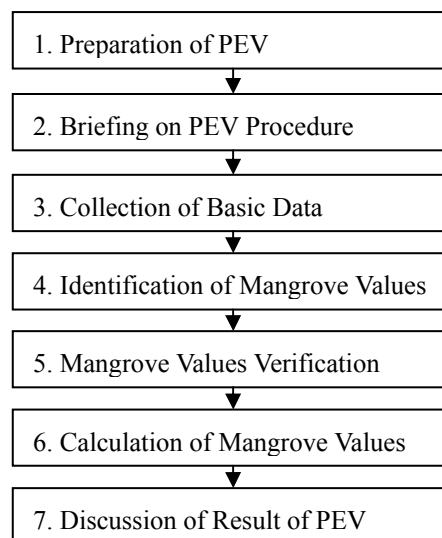 1. Preparation of PEV
2. Briefing on PEV Procedure
3. Collection of Basic Data
4. Identification of Mangrove Values
5. Mangrove Values Verification
6. Calculation of Mangrove Values
7. Discussion of Result of PEV